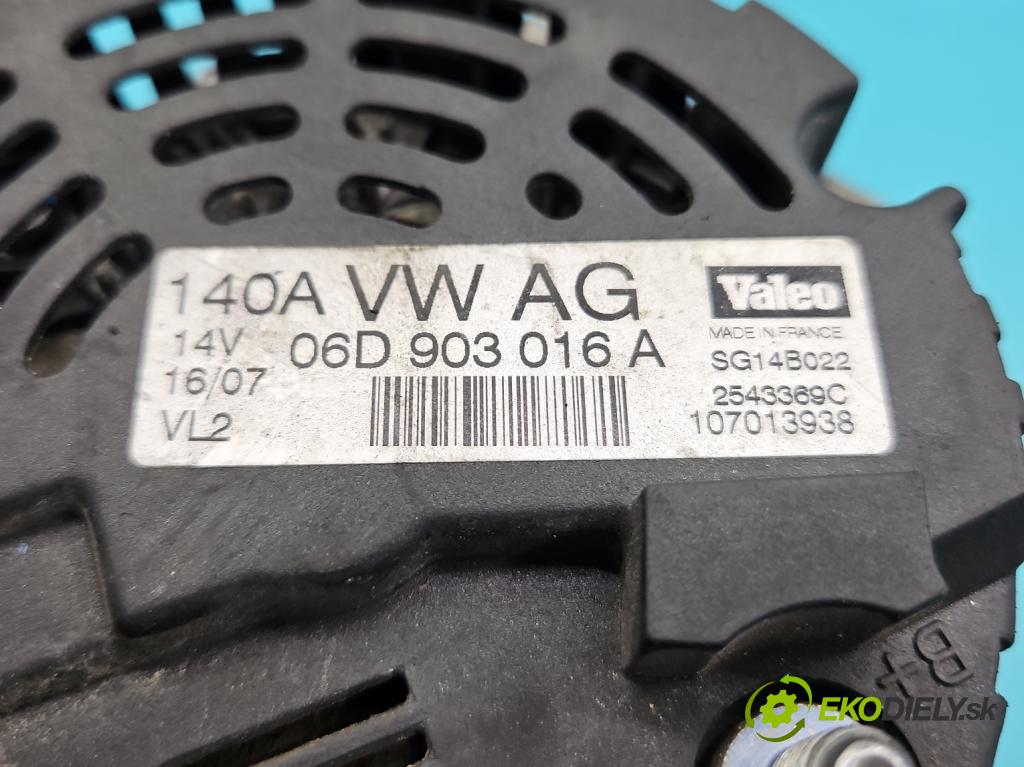 140A VW AG
14V 06D 903 016 A
16/07
VL2
Valeo
MADE IN FRANCE
SG14B022
2543369C
107013938
B+
EKODIELY.sk